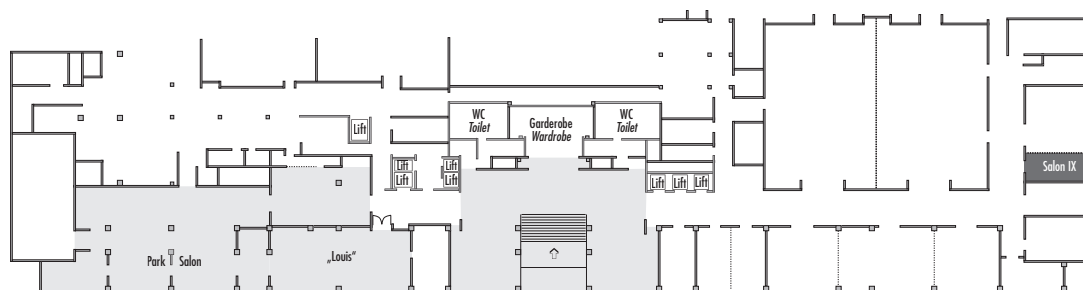 WC
Toilet
Garderobe
Wardrobe
WC
Toilet
Lift
Lift
Lift
Lift
Lift
Lift
Lift
Lift
Salon IX
Park Salon
„Louis“